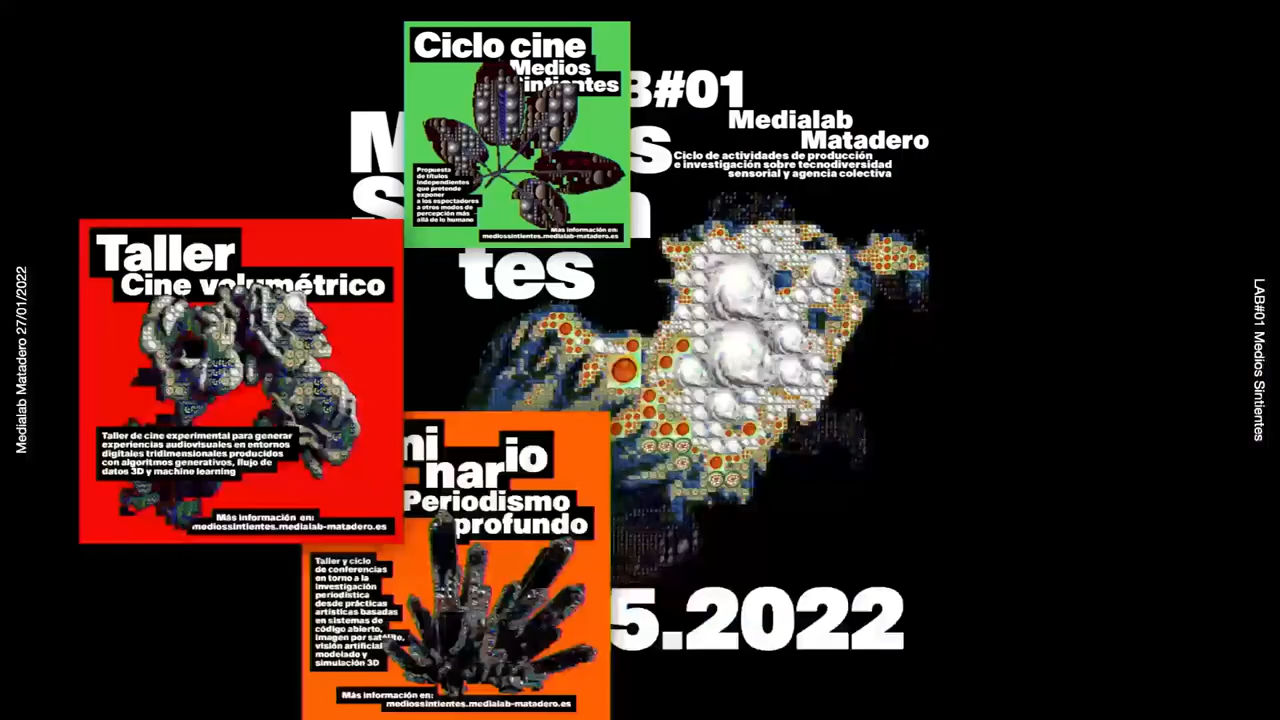 Ciclo cine
Medios
Sintientes
Propuesta
de títulos
independientes
que pretende
exponer
a los espectadores
a otros modos de
percepción más
allá de lo humano
Más información en:
mediossintientes.medialab-matadero.es
B#01
Medialab
Matadero
Ciclo de actividades de producción
e investigación sobre tecnodiversidad
sensorial y agencia colectiva
M
s
S
n
tes
Taller
Cine volumétrico
Taller de cine experimental para generar
experiencias audiovisuales en entornos
digitales tridimensionales producidos
con algoritmos generativos, flujo de
datos 3D y machine learning
Más información en:
mediossintientes.medialab-matadero.es
ni
nario
Periodismo
profundo
Taller y ciclo
de conferencias
en torno a la
investigación
periodística
desde prácticas
artísticas basadas
en sistemas de
código abierto,
imagen por satélite,
visión artificial
modelado y
simulación 3D
Más información en:
mediossintientes.medialab-matadero.es
5.2022
Medialab Matadero 27/01/2022
LAB#01 Medios Sintientes